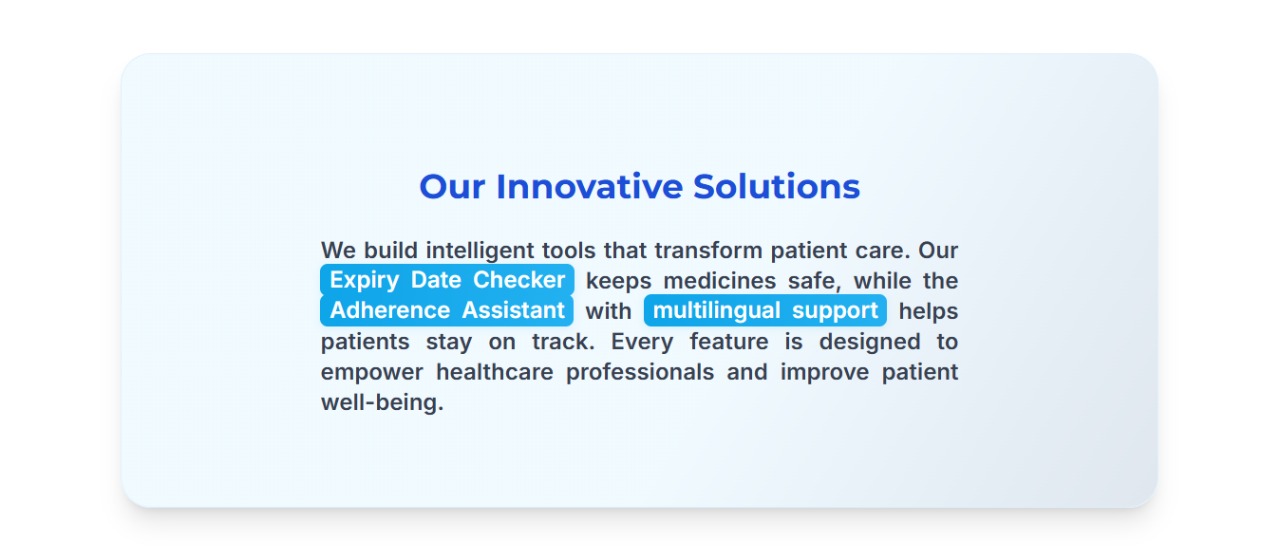 Our Innovative Solutions
We build intelligent tools that transform patient care. Our
Expiry Date Checker keeps medicines safe, while the
Adherence Assistant with multilingual support helps
patients stay on track. Every feature is designed to
empower healthcare professionals and improve patient
well-being.